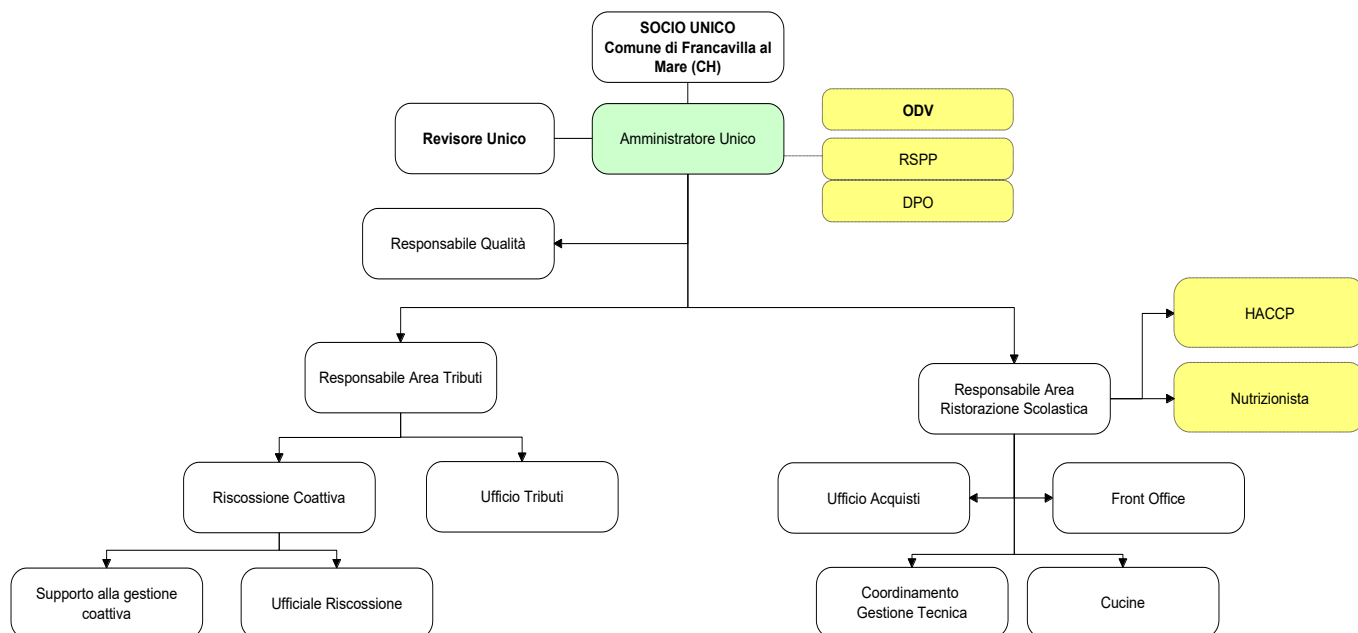 SOCIO UNICO
Comune di Francavilla al
Mare (CH)
ODV
Revisore Unico
Amministratore Unico
RSPP
DPO
Responsabile Qualità
HACCP
Responsabile Area Tributi
Responsabile Area
Ristorazione Scolastica
Nutrizionista
Riscossione Coattiva
Ufficio Tributi
Ufficio Acquisti
Front Office
Supporto alla gestione
coattiva
Ufficiale Riscossione
Coordinamento
Gestione Tecnica
Cucine